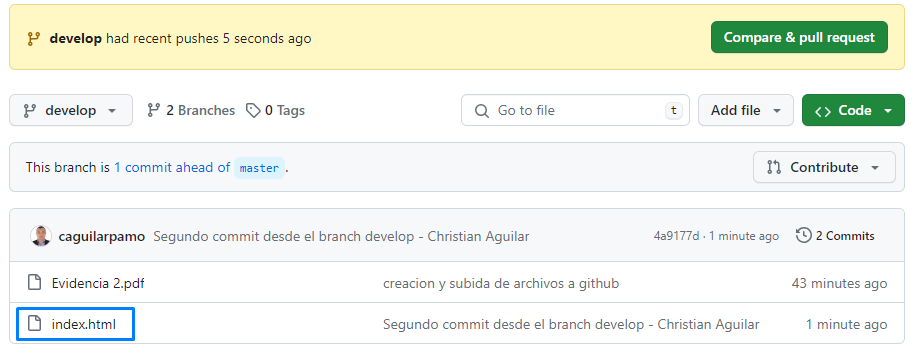 develop had recent pushes 5 seconds ago Compare & pull request
develop 2 Branches 0 Tags Go to file t Add file <> Code
This branch is 1 commit ahead of master . Contribute
caguilarpamo Segundo commit desde el branch develop - Christian Aguilar 4a9177d · 1 minute ago 2 Commits
Evidencia 2.pdf creacion y subida de archivos a github 43 minutes ago
index.html Segundo commit desde el branch develop - Christian Aguilar 1 minute ago